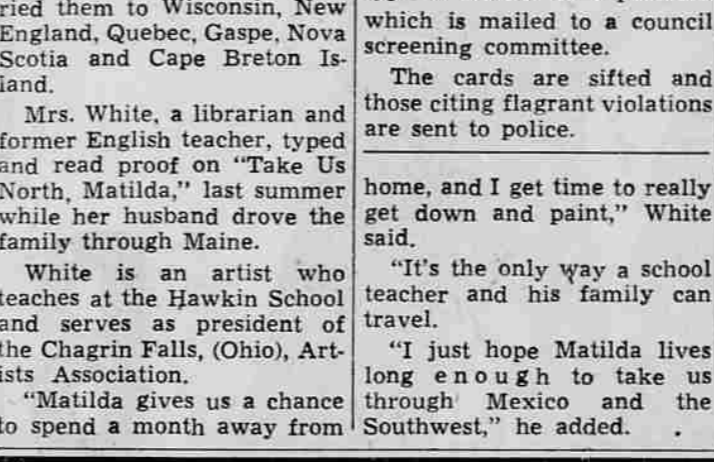 ried them to Wisconsin, New
England, Quebec, Gaspe, Nova
Scotia and Cape Breton Is-
land.
Mrs. White, a librarian and
former English teacher, typed
and read proof on "Take Us
North, Matilda," last summer
while her husband drove the
family through Maine.
White is an artist who
teaches at the Hawkin School
and serves as president of
the Chagrin Falls, (Ohio), Art-
ists Association.
"Matilda gives us a chance
to spend a month away from
which is mailed to a council
screening committee.
The cards are sifted and
those citing flagrant violations
are sent to police.
home, and I get time to really
get down and paint," White
said.
"It's the only way a school
teacher and his family can
travel.
"I just hope Matilda lives
long enough to take us
through Mexico and the
Southwest," he added.